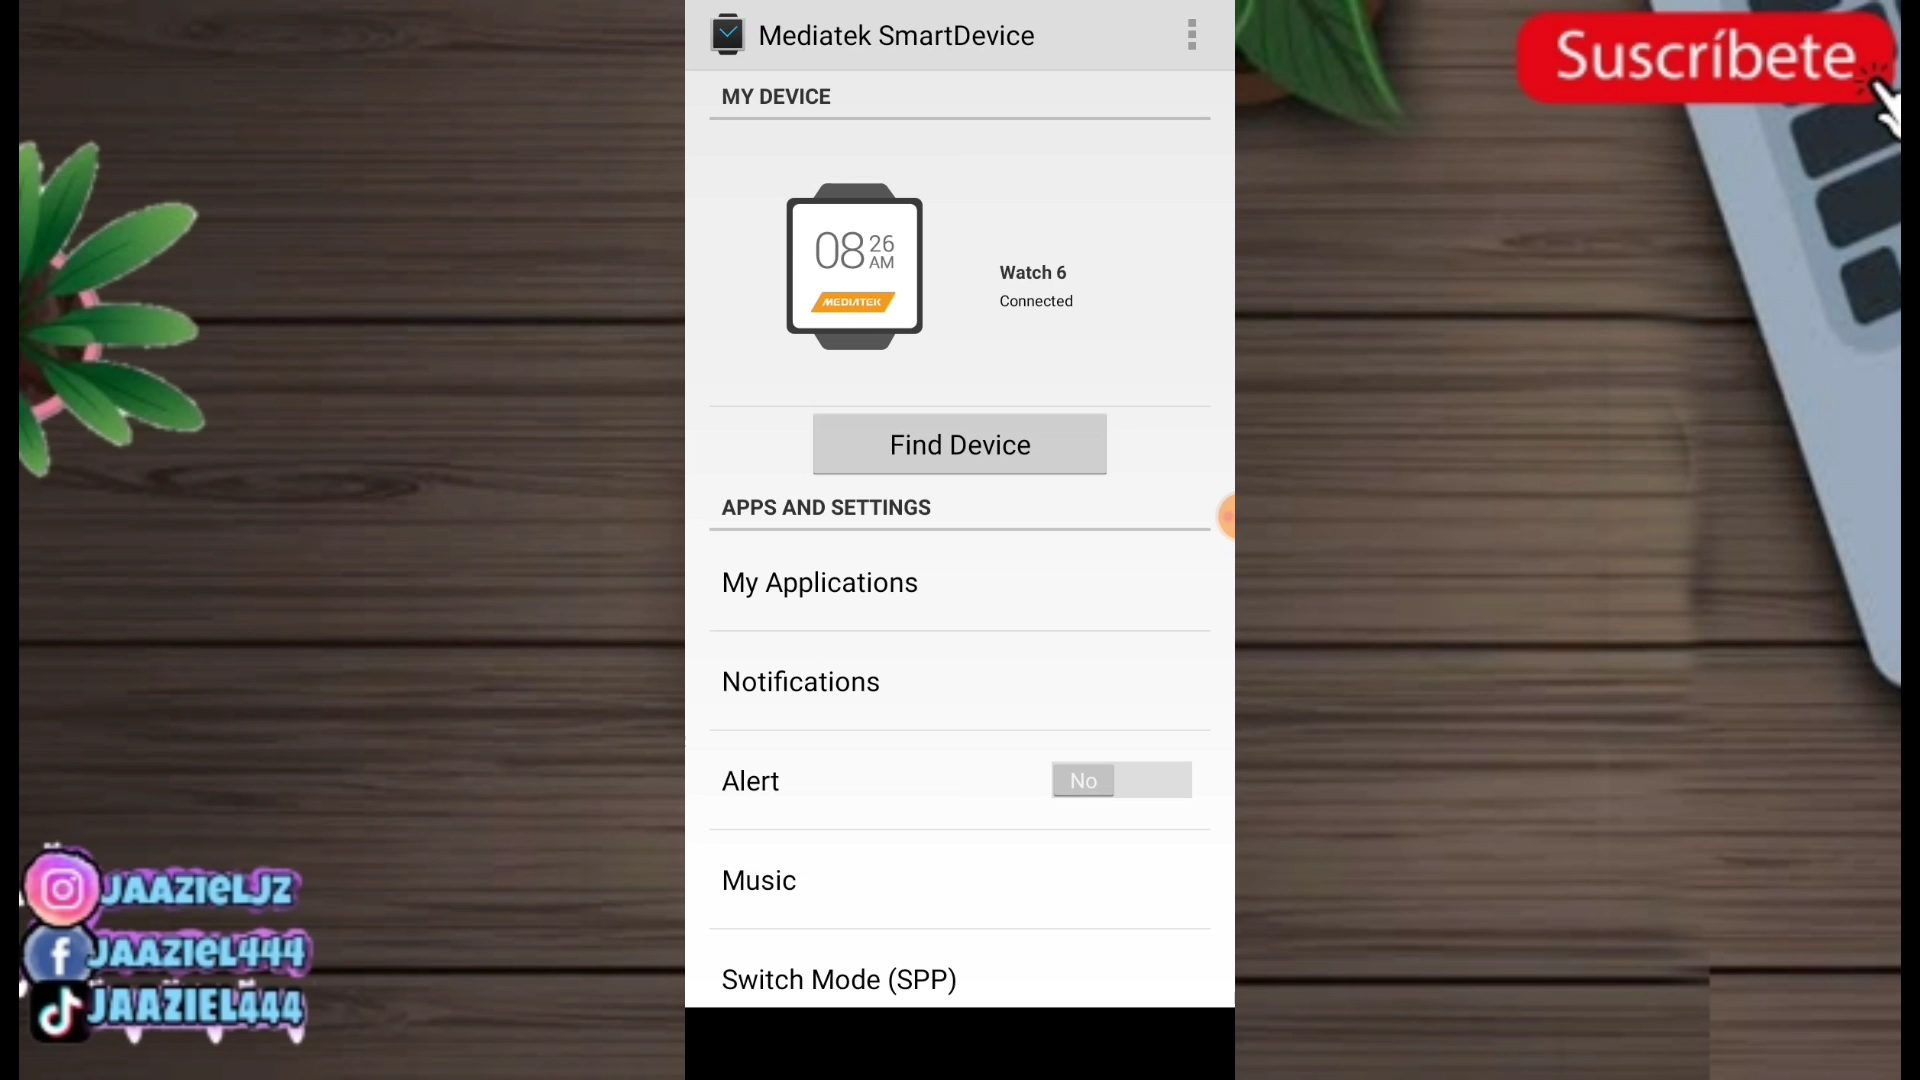 Mediatek SmartDevice
Suscríbete
MY DEVICE
08 26 AM
MEDIATEK
Watch 6
Connected
Find Device
APPS AND SETTINGS
My Applications
Notifications
Alert
No
Music
Switch Mode (SPP)
JAAZIELJZ
JAAZIEL444
JAAZIEL444